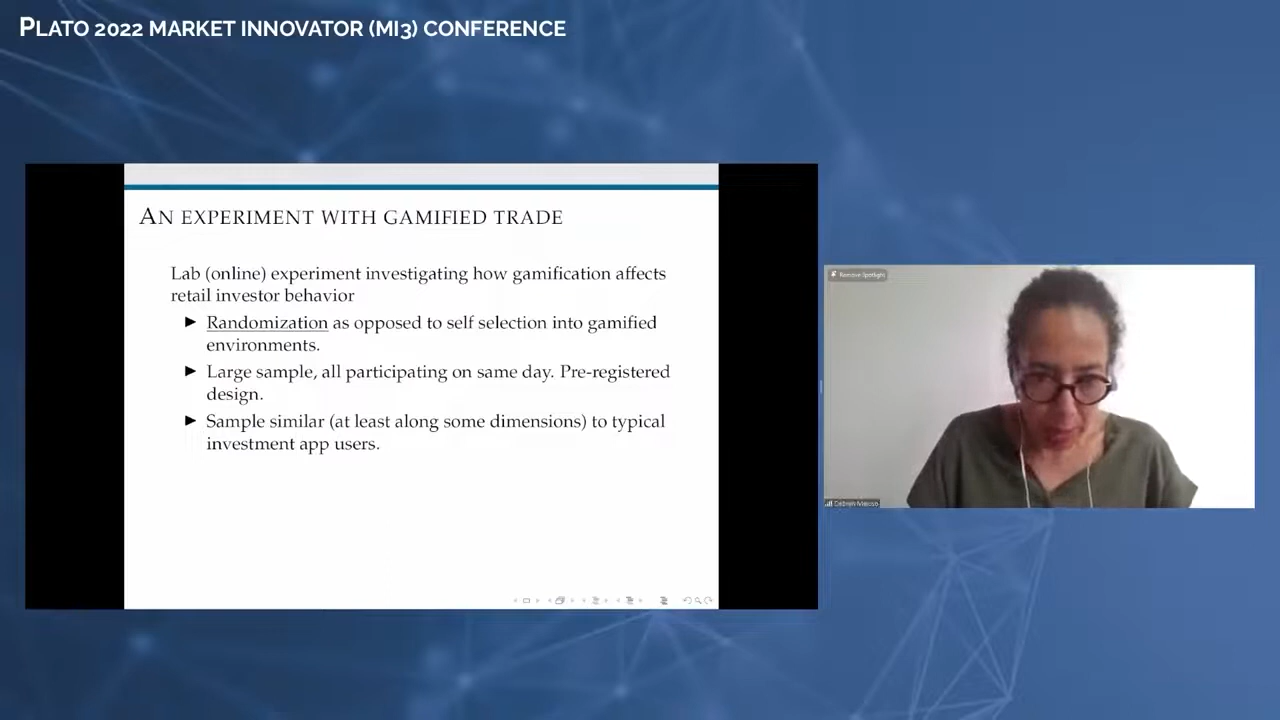 PLATO 2022 MARKET INNOVATOR (MI3) CONFERENCE
AN EXPERIMENT WITH GAMIFIED TRADE
Lab (online) experiment investigating how gamification affects
retail investor behavior
► Randomization as opposed to self selection into gamified
environments.
► Large sample, all participating on same day. Pre-registered
design.
► Sample similar (at least along some dimensions) to typical
investment app users.
Remove Spotlight